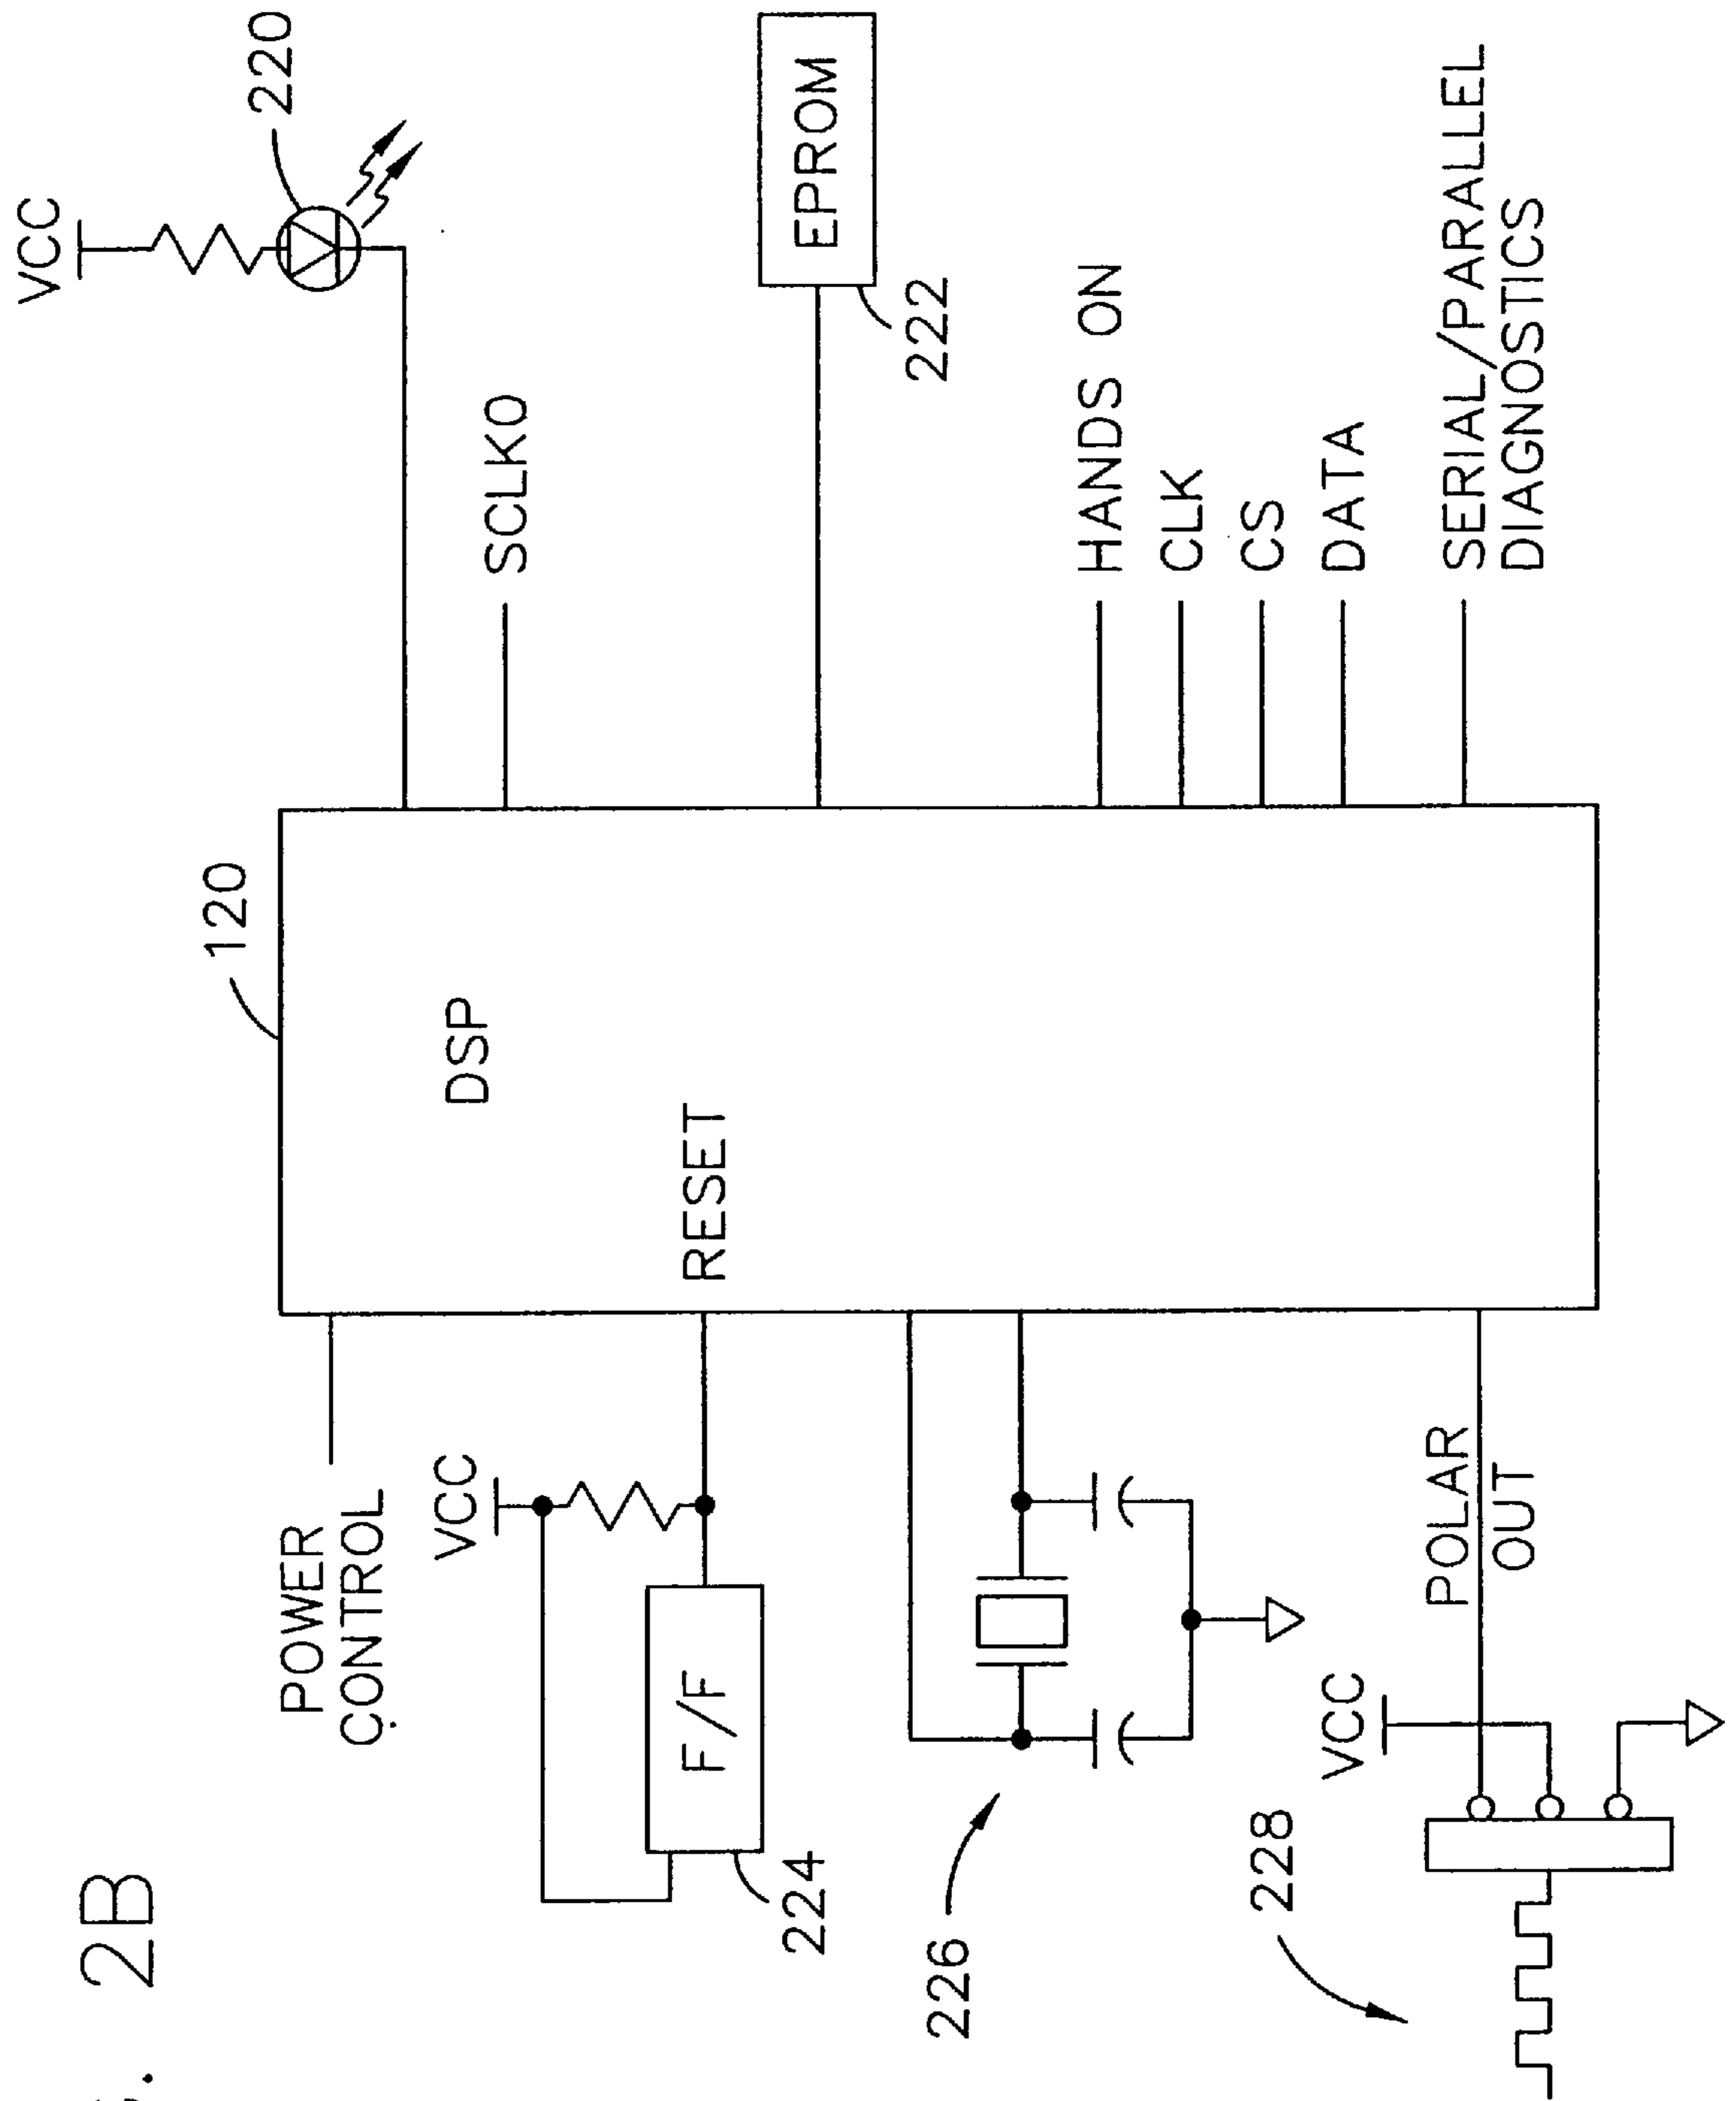 2B
120
DSP
RESET
POWER
CONTROL
VCC
F/F
224
226
228
VCC
POLAR
OUT
VCC
220
SCLK0
EPROM
222
HANDS ON
CLK
CS
DATA
SERIAL/PARALLEL
DIAGNOSTICS